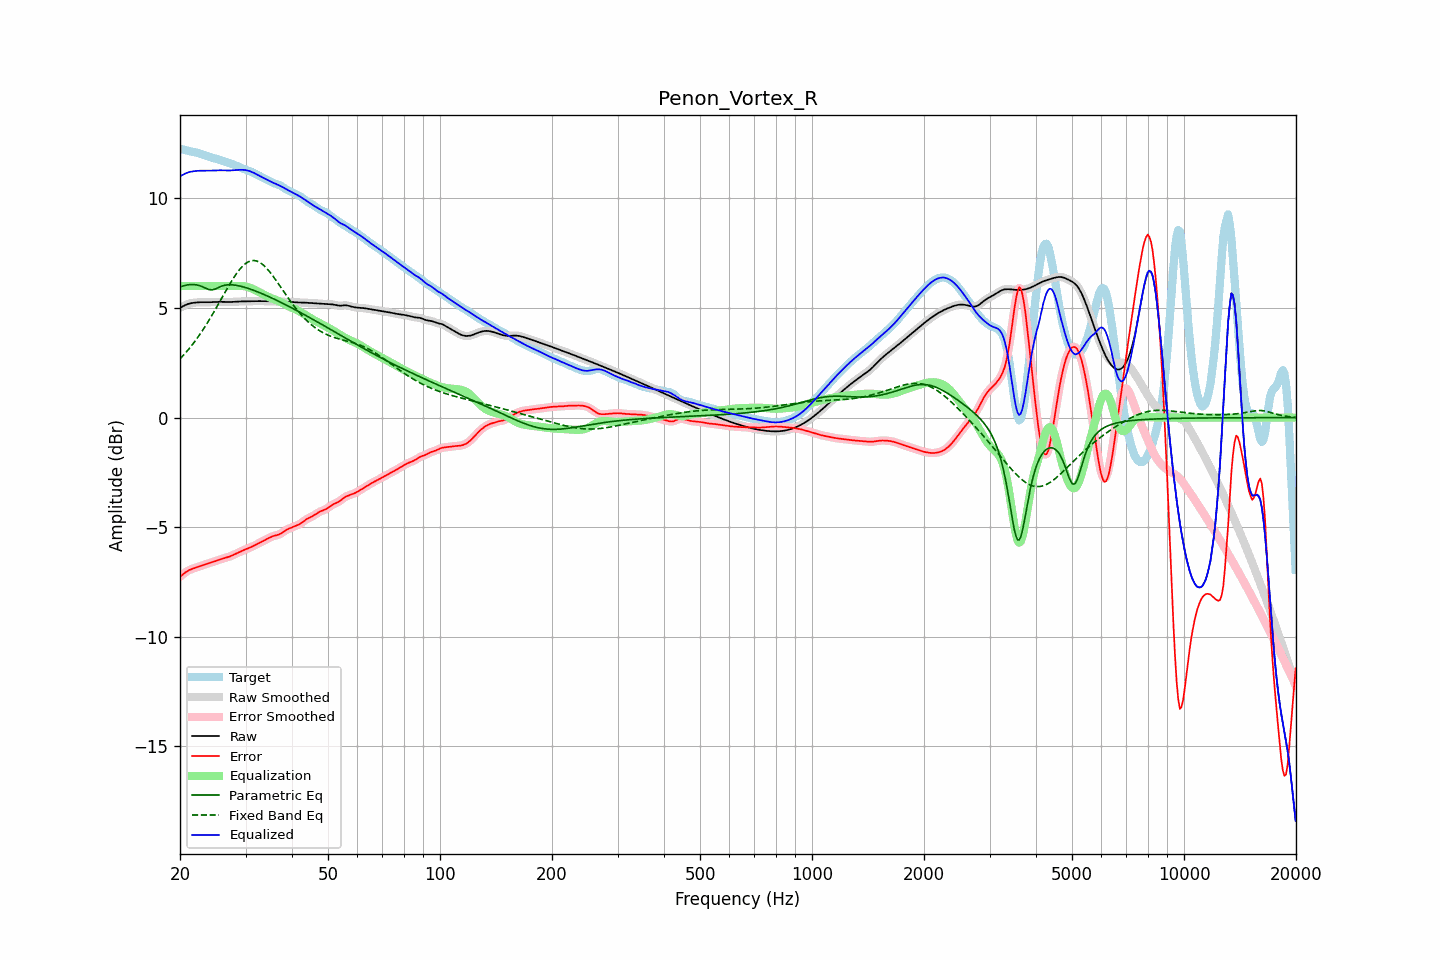 Penon_Vortex_R
Amplitude (dBr)
10
5
0
−5
−10
−15
Target
Raw Smoothed
Error Smoothed
Raw
Error
Equalization
Parametric Eq
Fixed Band Eq
Equalized
20 50 100 200 500 1000 2000 5000 10000 20000
Frequency (Hz)